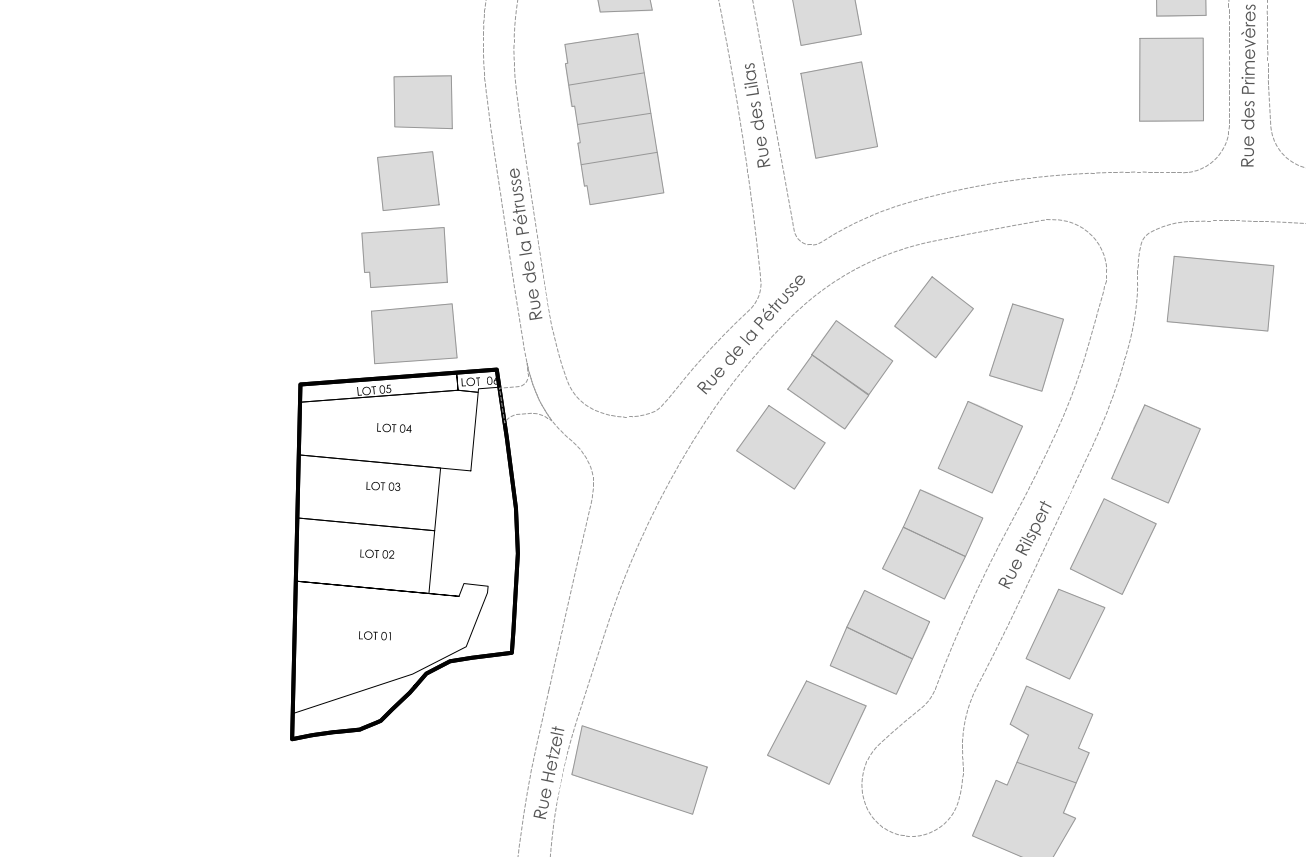 Rue des Primevères
Rue des Lilas
Rue de la Pétrusse
Rue de la Pétrusse
LOT 05
LOT 06
LOT 04
LOT 03
LOT 02
LOT 01
Rue Rilspert
Rue Hetzelt